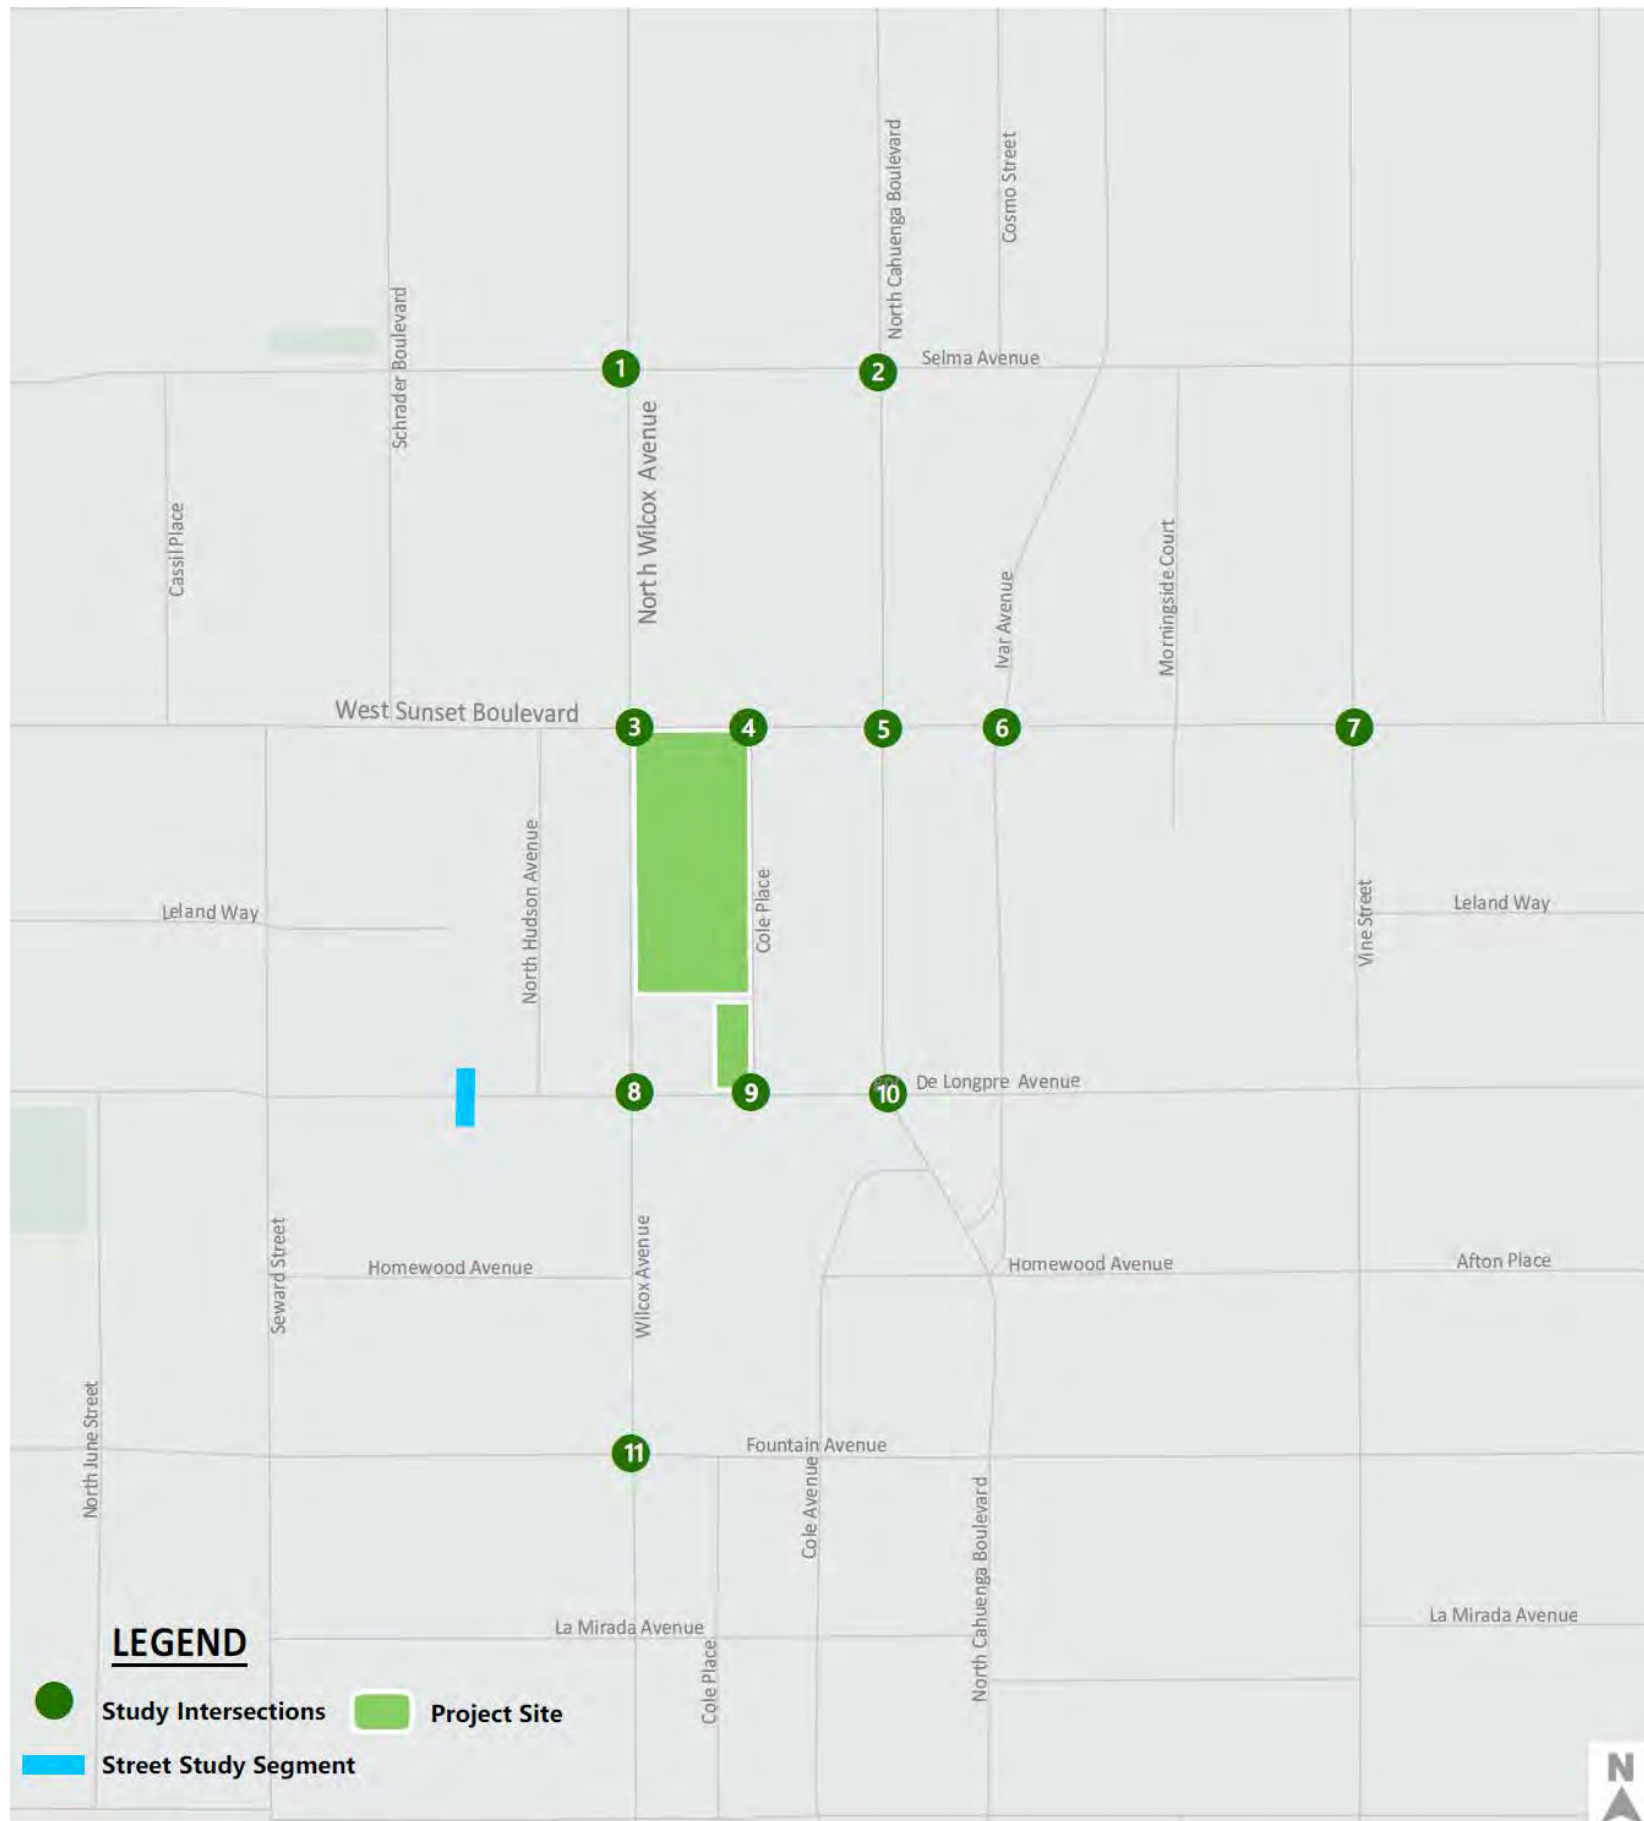 North Cahuenga Boulevard
Cosmo Street
Schrader Boulevard
1
2
Selma Avenue
North Wilcox Avenue
Cassil Place
Morningside Court
Ivar Avenue
West Sunset Boulevard
3
4
5
6
7
North Hudson Avenue
Cole Place
Vine Street
Leland Way
Leland Way
8
9
10
De Longpre Avenue
Seward Street
Wilcox Avenue
Homewood Avenue
Homewood Avenue
Afton Place
North June Street
11
Fountain Avenue
Cole Avenue
North Cahuenga Boulevard
La Mirada Avenue
La Mirada Avenue
Cole Place
LEGEND
Study Intersections
Project Site
Street Study Segment
N